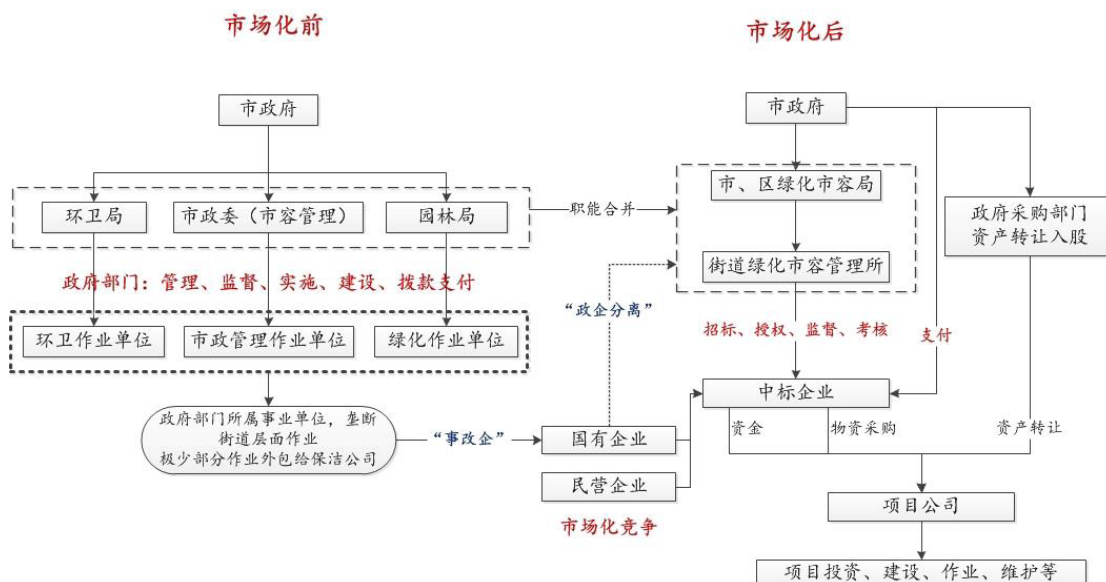 市场化前
市场化后
市政府
市政府
环卫局
市政委（市容管理）
园林局
职能合并
市、区绿化市容局
街道绿化市容管理所
政府采购部门
资产转让入股
政府部门：管理、监督、实施、建设、拨款支付
“政企分离”
环卫作业单位
市政管理作业单位
绿化作业单位
招标、授权、监督、考核
支付
中标企业
政府部门所属事业单位，垄断
街道层面作业
极少部分作业外包给保洁公司
“事改企”
国有企业
民营企业
市场化竞争
资金
物资采购
资产转让
项目公司
项目投资、建设、作业、维护等